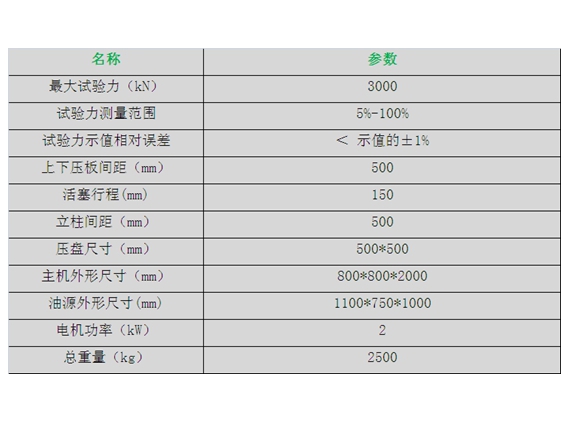 名称 参数
最大试验力（kN） 3000
试验力测量范围 5%-100%
试验力示值相对误差 ＜ 示值的±1%
上下压板间距（mm） 500
活塞行程(mm) 150
立柱间距（mm） 500
压盘尺寸（mm） 500*500
主机外形尺寸（mm） 800*800*2000
油源外形尺寸(mm) 1100*750*1000
电机功率（kW） 2
总重量（kg） 2500